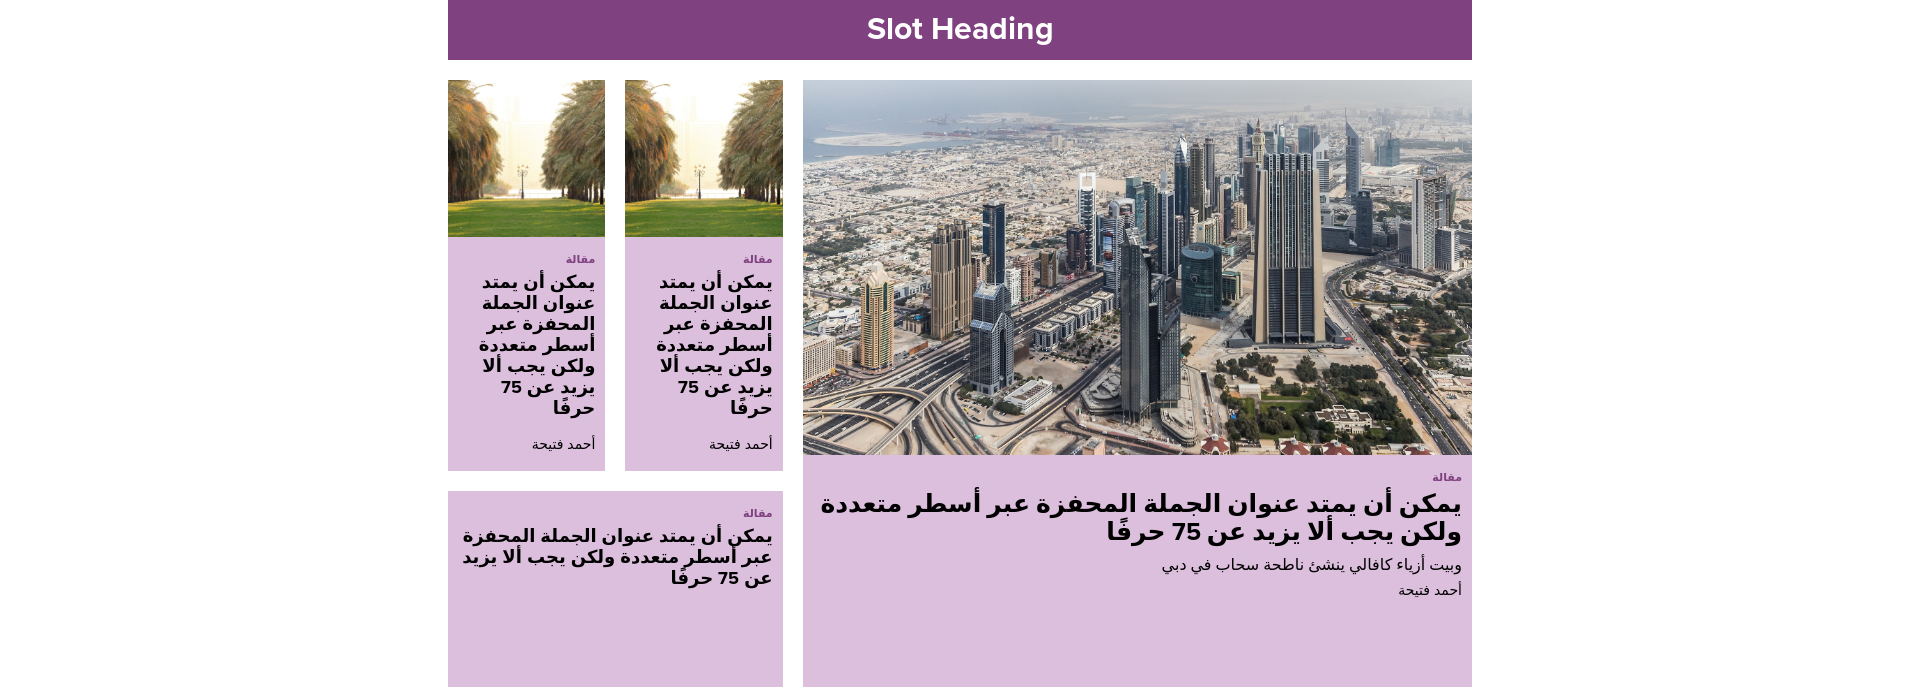 Slot Heading
مقالة
يمكن أن يمتد عنوان الجملة المحفزة عبر أسطر متعددة
ولكن يجب ألا يزيد عن 75 حرفًا
وبيت أزياء كافالي ينشئ ناطحة سحاب في دبي
أحمد فتيحة
مقالة
يمكن أن يمتد
عنوان الجملة
المحفزة عبر
أسطر متعددة
ولكن يجب ألا
يزيد عن 75
حرفًا
أحمد فتيحة
مقالة
يمكن أن يمتد
عنوان الجملة
المحفزة عبر
أسطر متعددة
ولكن يجب ألا
يزيد عن 75
حرفًا
أحمد فتيحة
مقالة
يمكن أن يمتد عنوان الجملة المحفزة
عبر أسطر متعددة ولكن يجب ألا يزيد
عن 75 حرفًا